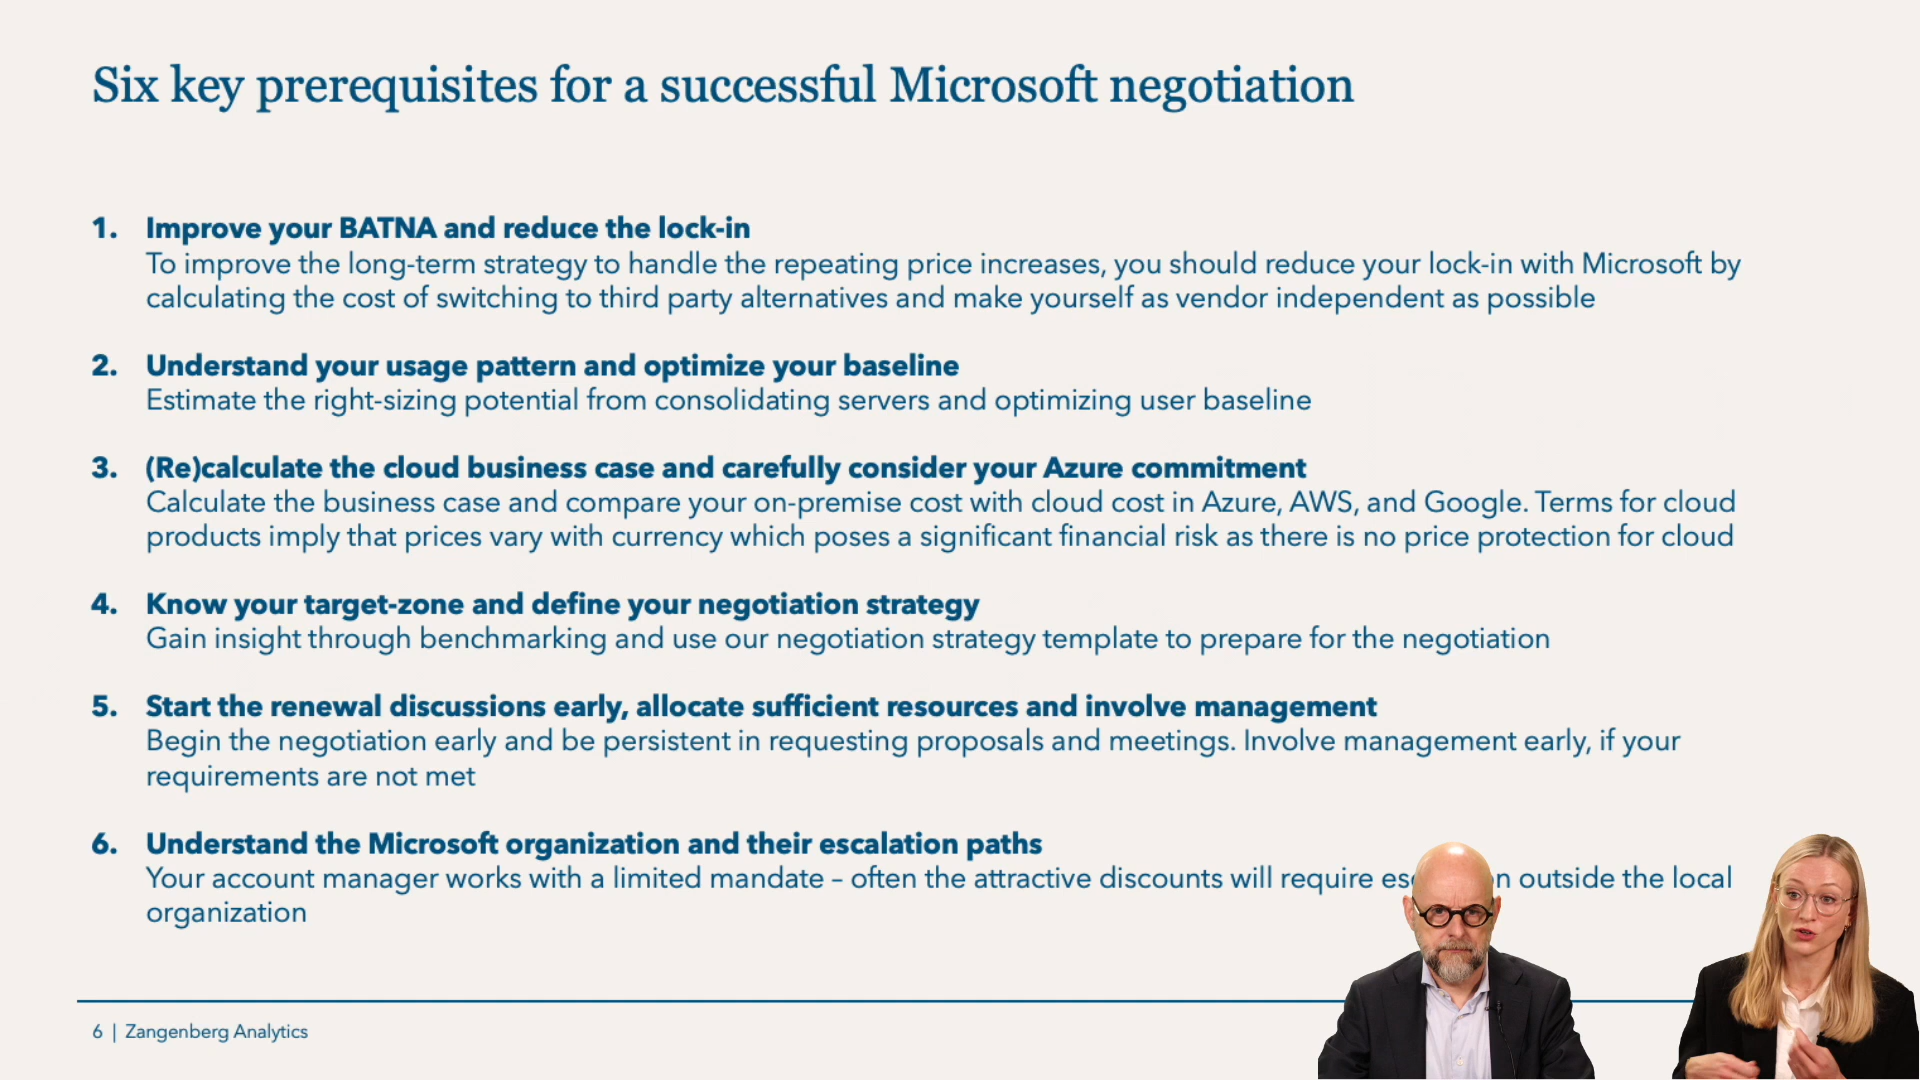 Six key prerequisites for a successful Microsoft negotiation
1. Improve your BATNA and reduce the lock-in
To improve the long-term strategy to handle the repeating price increases, you should reduce your lock-in with Microsoft by
calculating the cost of switching to third party alternatives and make yourself as vendor independent as possible
2. Understand your usage pattern and optimize your baseline
Estimate the right-sizing potential from consolidating servers and optimizing user baseline
3. (Re)calculate the cloud business case and carefully consider your Azure commitment
Calculate the business case and compare your on-premise cost with cloud cost in Azure, AWS, and Google. Terms for cloud
products imply that prices vary with currency which poses a significant financial risk as there is no price protection for cloud
4. Know your target-zone and define your negotiation strategy
Gain insight through benchmarking and use our negotiation strategy template to prepare for the negotiation
5. Start the renewal discussions early, allocate sufficient resources and involve management
Begin the negotiation early and be persistent in requesting proposals and meetings. Involve management early, if your
requirements are not met
6. Understand the Microsoft organization and their escalation paths
Your account manager works with a limited mandate – often the attractive discounts will require outside the local
organization
6 | Zangenberg Analytics